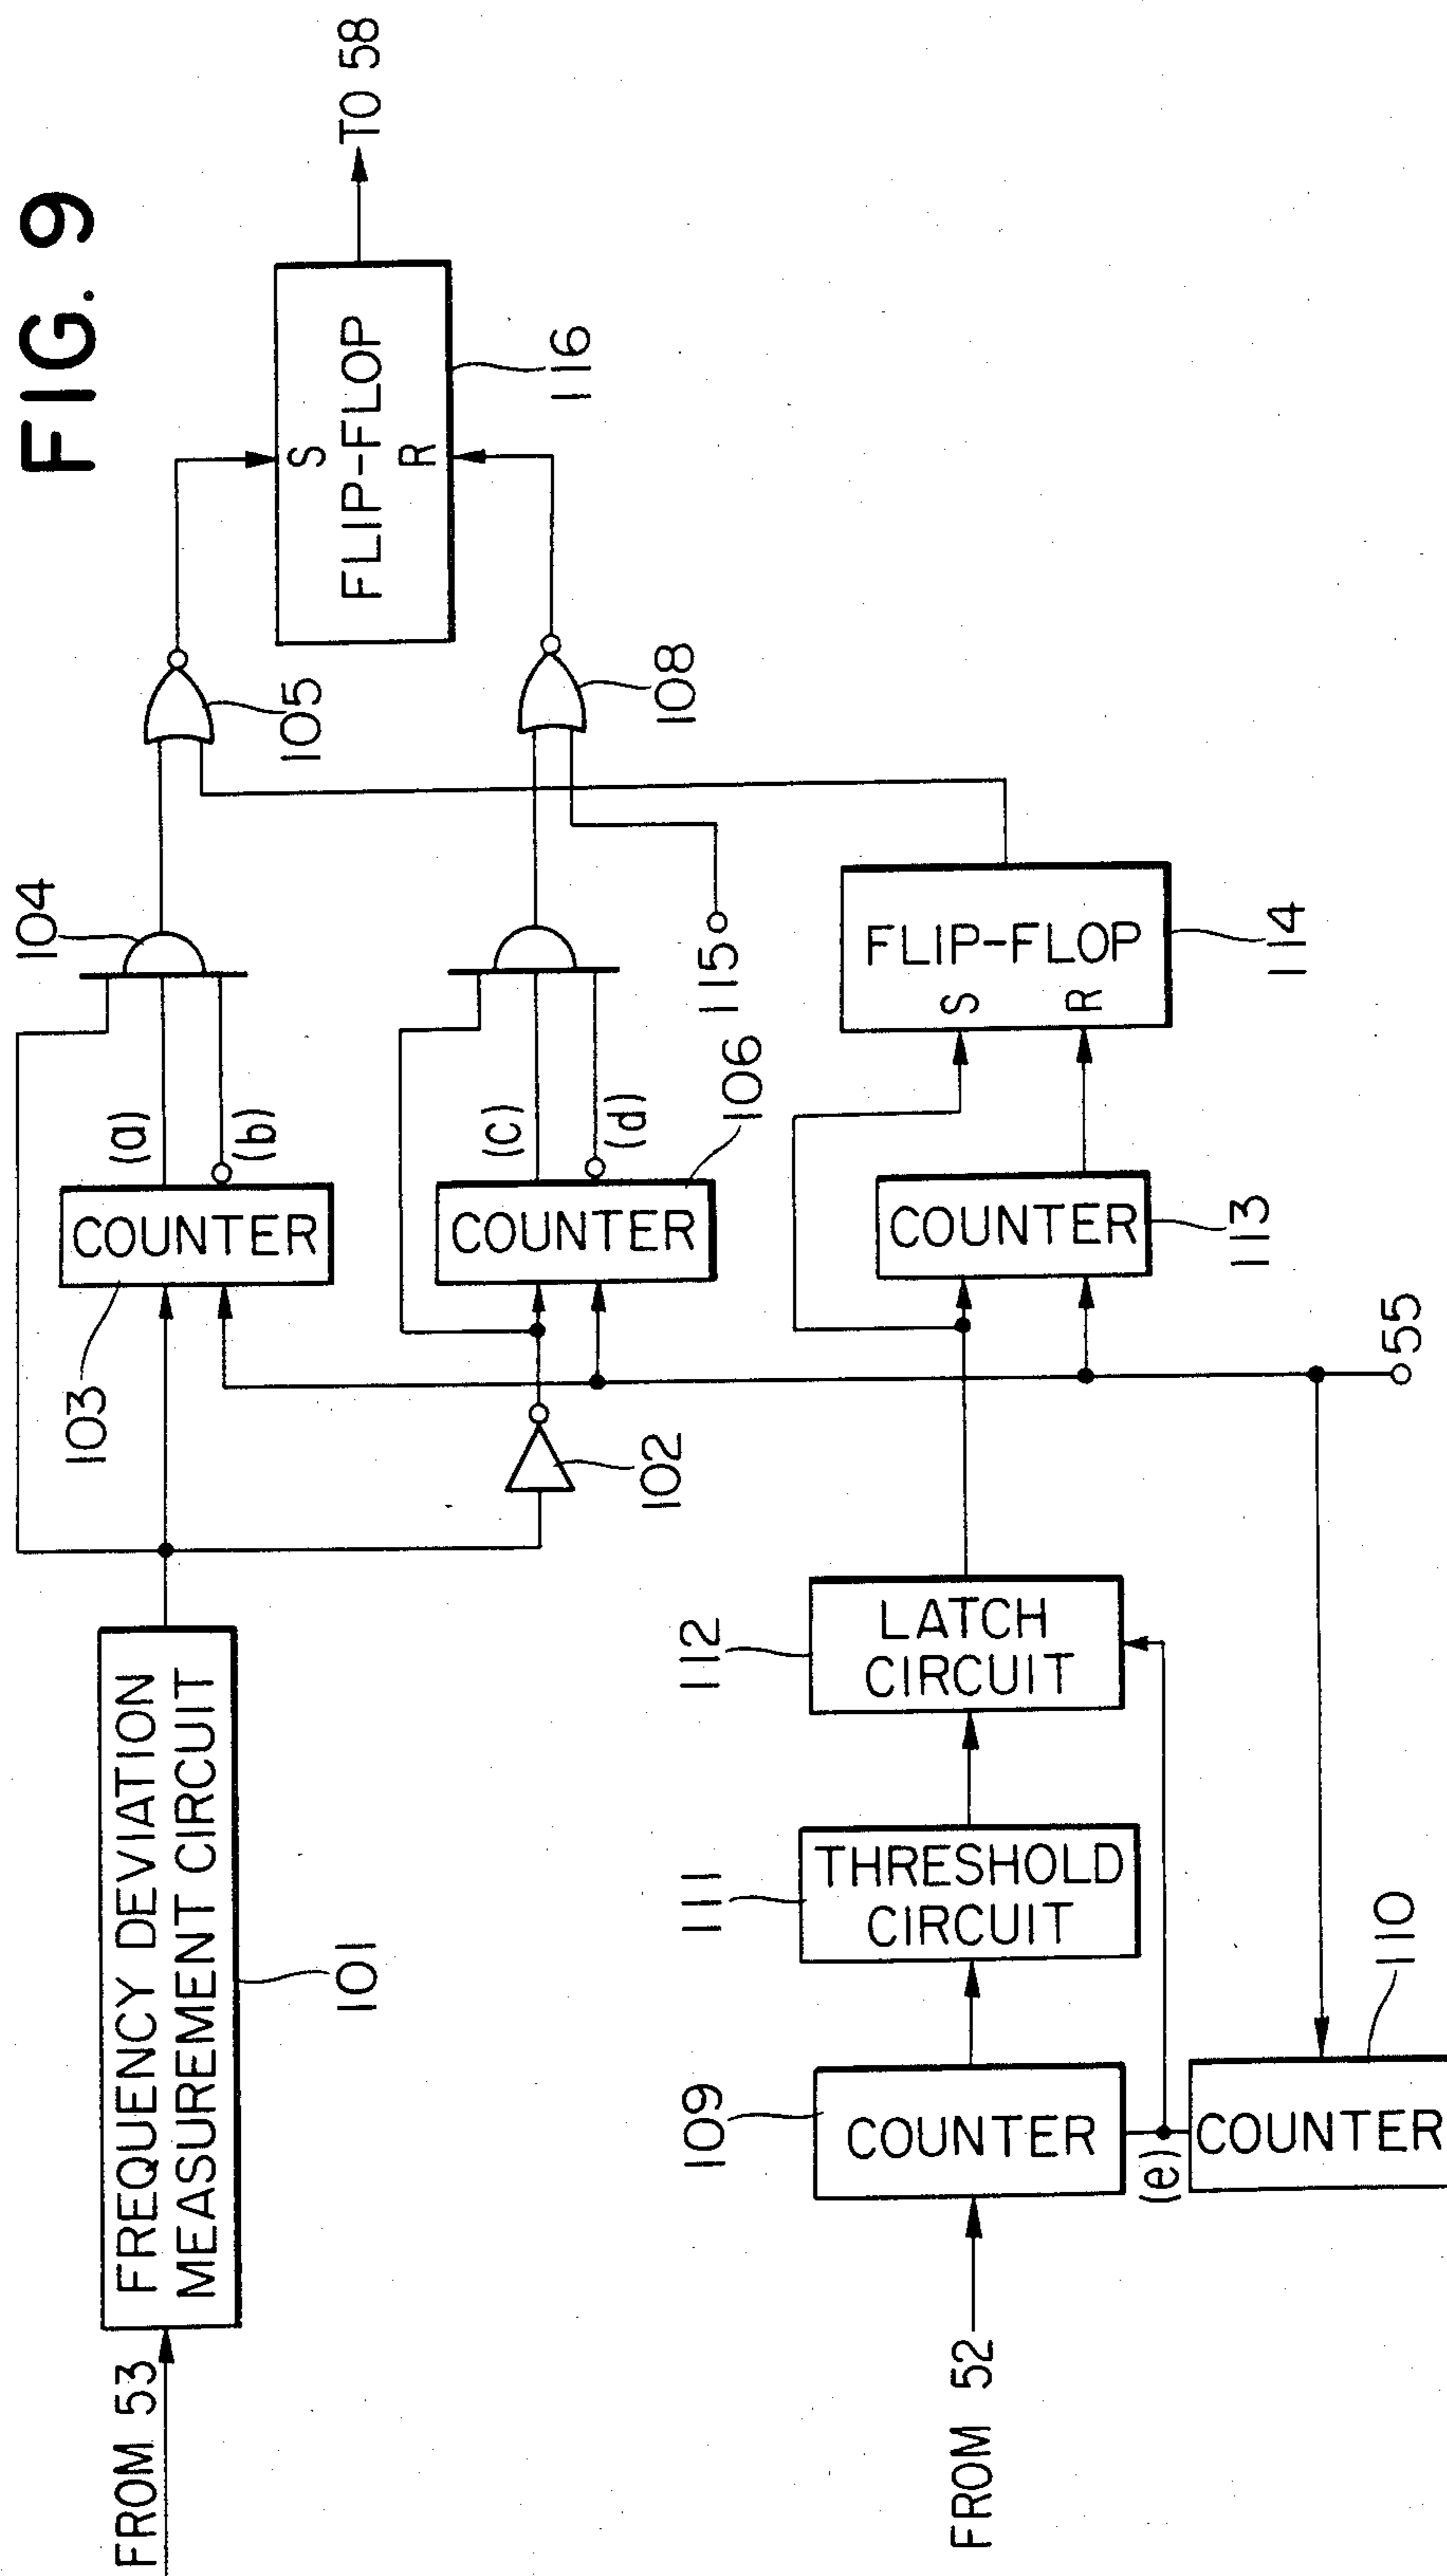 FIG. 9
FROM 53
FREQUENCY DEVIATION
MEASUREMENT CIRCUIT
101
102
103
COUNTER
(a)
(b)
104
105
COUNTER
(c)
(d)
106
108
115
S
FLIP-FLOP
R
116
TO 58
FROM 52
109
COUNTER
(e)
COUNTER
110
111
THRESHOLD
CIRCUIT
112
LATCH
CIRCUIT
COUNTER
113
55
FLIP-FLOP
S
R
114